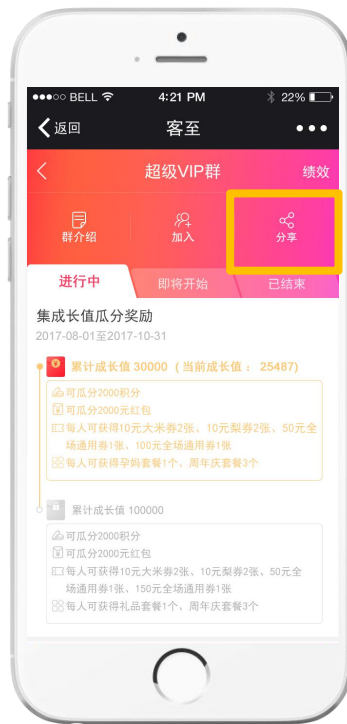 BELL 4:21 PM 22%
返回 客至
超级VIP群 绩效
群介绍 加入 分享
进行中 即将开始 已结束
集成长值瓜分奖励
2017-08-01至2017-10-31
累计成长值 30000 (当前成长值: 25487)
可瓜分2000积分
可瓜分2000元红包
每人可获得10元大米券2张、10元梨券2张、50元全
场通用券1张、100元全场通用券1张
每人可获得孕妈套餐1个、周年庆套餐3个
累计成长值 100000
可瓜分2000积分
可瓜分2000元红包
每人可获得10元大米券2张、10元梨券2张、50元全
场通用券1张、150元全场通用券1张
每人可获得礼品套餐1个、周年庆套餐3个